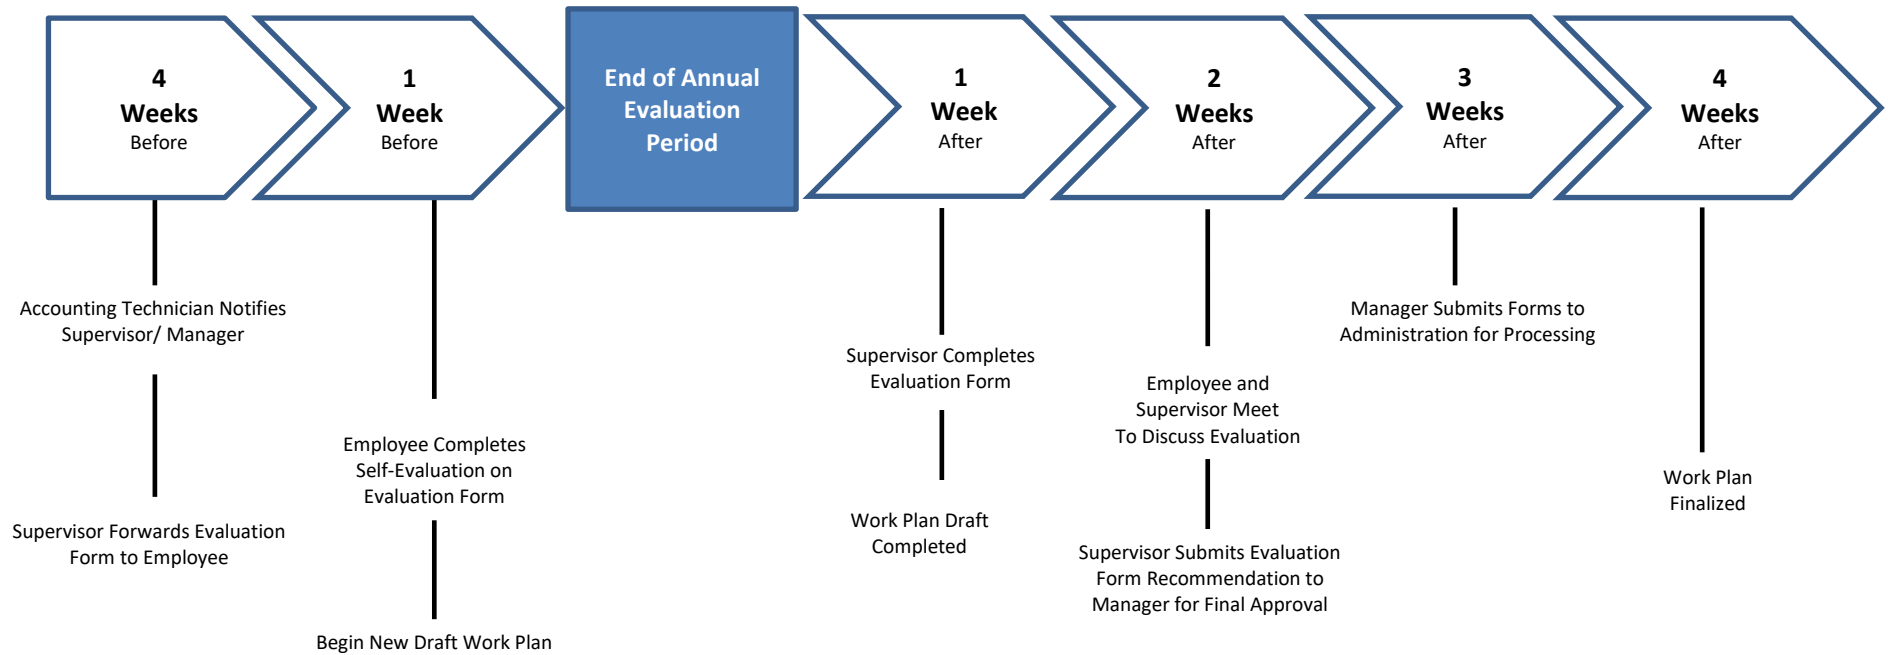 4
Weeks
Before
1
Week
Before
End of Annual
Evaluation
Period
1
Week
After
2
Weeks
After
3
Weeks
After
4
Weeks
After
Accounting Technician Notifies
Supervisor/ Manager
Supervisor Forwards Evaluation
Form to Employee
Employee Completes
Self-Evaluation on
Evaluation Form
Begin New Draft Work Plan
Supervisor Completes
Evaluation Form
Work Plan Draft
Completed
Employee and
Supervisor Meet
To Discuss Evaluation
Supervisor Submits Evaluation
Form Recommendation to
Manager for Final Approval
Manager Submits Forms to
Administration for Processing
Work Plan
Finalized